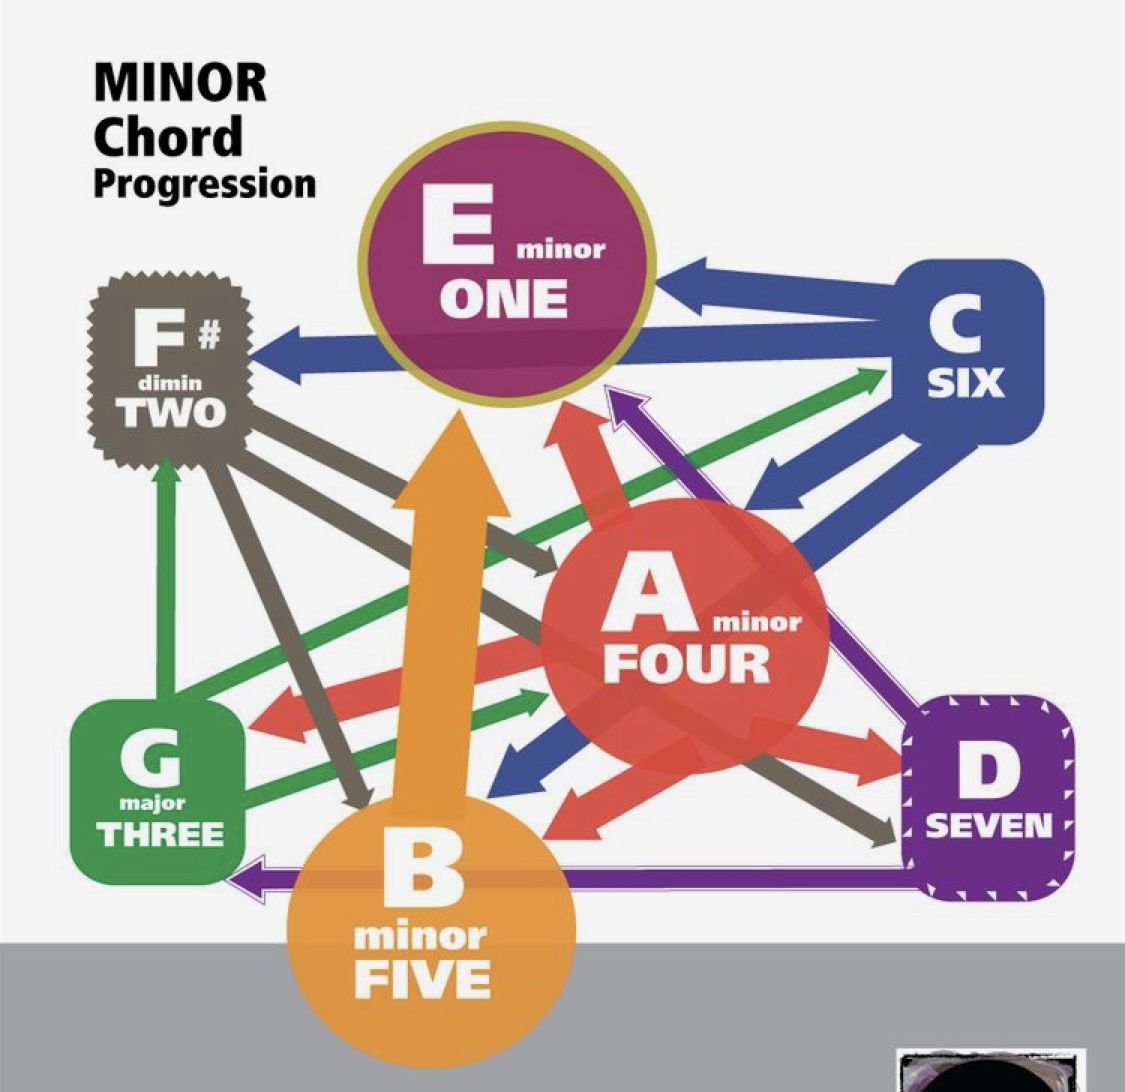 MINOR
Chord
Progression
E minor
ONE
F #
dimin
TWO
C
SIX
A minor
FOUR
G
major
THREE
D
SEVEN
B
minor
FIVE